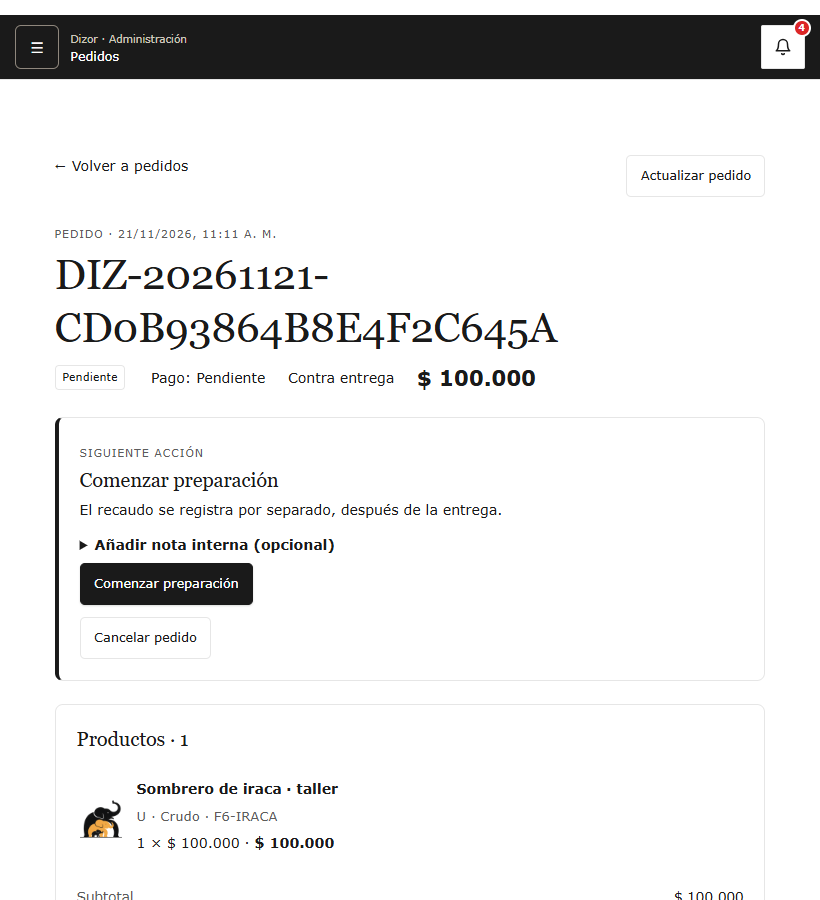 ☰
Dizor · Administración
Pedidos
4
← Volver a pedidos
Actualizar pedido
PEDIDO · 21/11/2026, 11:11 A. M.
DIZ-20261121-
CD0B93864B8E4F2C645A
Pendiente
Pago: Pendiente
Contra entrega
$ 100.000
SIGUIENTE ACCIÓN
Comenzar preparación
El recaudo se registra por separado, después de la entrega.
▶ Añadir nota interna (opcional)
Comenzar preparación
Cancelar pedido
Productos · 1
Sombrero de iraca · taller
U · Crudo · F6-IRACA
1 × $ 100.000 · $ 100.000
Subtotal
$ 100.000